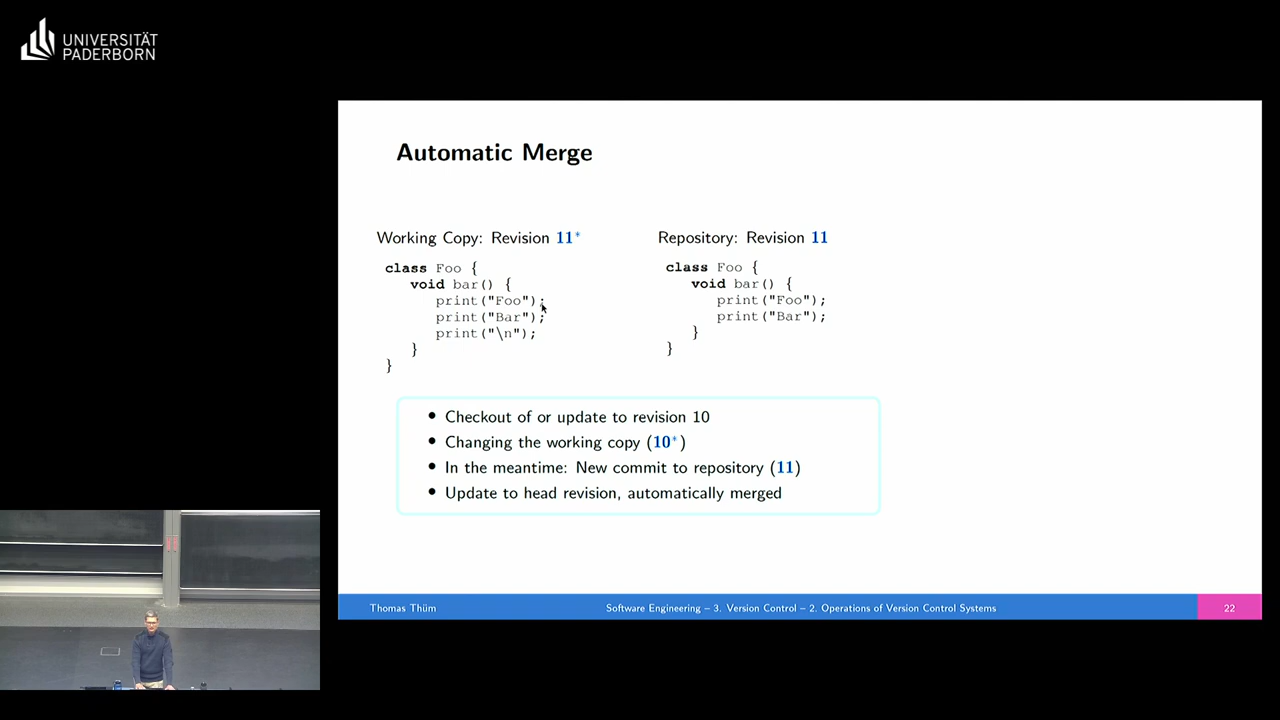 UNIVERSITÄT
PADERBORN
Automatic Merge
Working Copy: Revision 11*
class Foo {
void bar() {
print("Foo");
print("Bar");
print("\n");
}
}
Repository: Revision 11
class Foo {
void bar() {
print("Foo");
print("Bar");
}
}
• Checkout of or update to revision 10
• Changing the working copy (10*)
• In the meantime: New commit to repository (11)
• Update to head revision, automatically merged
Thomas Thüm
Software Engineering – 3. Version Control – 2. Operations of Version Control Systems
22